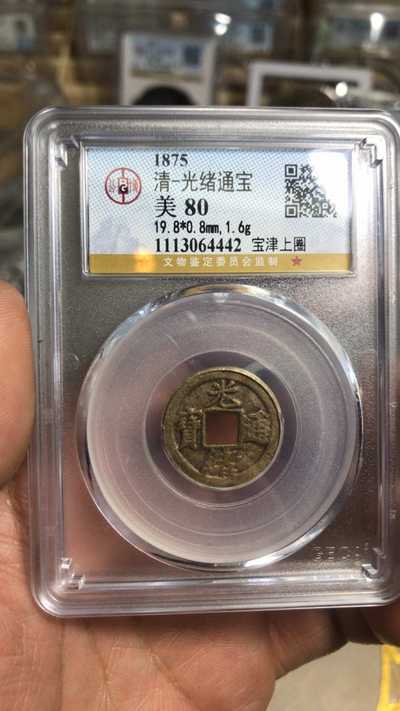 1875
清-光绪通宝
美 80
19.8*0.8mm,1.6g
1113064442 宝津上圈
文物鉴定委员会监制
光
緒
通
寶